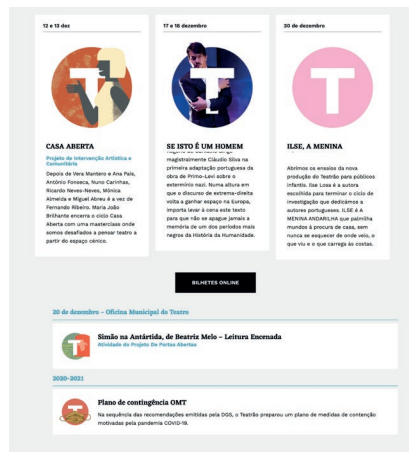 12 e 13 dez
CASA ABERTA
Projeto de Intervenção Artística e
Comunitária
Depois de Vera Mantero e Ana Pais,
António Fonseca, Nuno Carinhas,
Ricardo Neves-Neves, Mónica
Almeida e Miguel Abreu é a vez de
Fernando Ribeiro. Maria João
Brilhante encerra o ciclo Casa
Aberta com uma masterclass onde
somos desafiados a pensar teatro a
partir do espaço cénico.
17 e 18 dezembro
SE ISTO É UM HOMEM
magistralmente Cláudio Silva na
primeira adaptação portuguesa da
obra de Primo-Levi sobre o
extermínio nazi. Numa altura em
que o discurso de extrema-direita
volta a ganhar espaço na Europa,
importa levar à cena este texto
para que não se apague jamais a
memória de um dos períodos mais
negros da História da Humanidade.
30 de dezembro
T
ILSE, A MENINA
Abrimos os ensaios da nova
produção do Teatrão para públicos
infantis. Ilse Losa é a autora
escolhida para terminar o ciclo de
investigação que dedicámos a
autores portugueses. ILSE É A
MENINA ANDARILHA que palmilha
mundos à procura de casa, sem
nunca se esquecer de onde veio, o
que viu e o que carrega às costas.
BILHETES ONLINE
20 de dezembro - Oficina Municipal do Teatro
Simão na Antártida, de Beatriz Melo – Leitura Encenada
Atividade do Projeto De Portas Abertas
2020-2021
Plano de contingência OMT
Na sequência das recomendações emitidas pela DGS, o Teatrão preparou um plano de medidas de contenção
motivadas pela pandemia COVID-19.